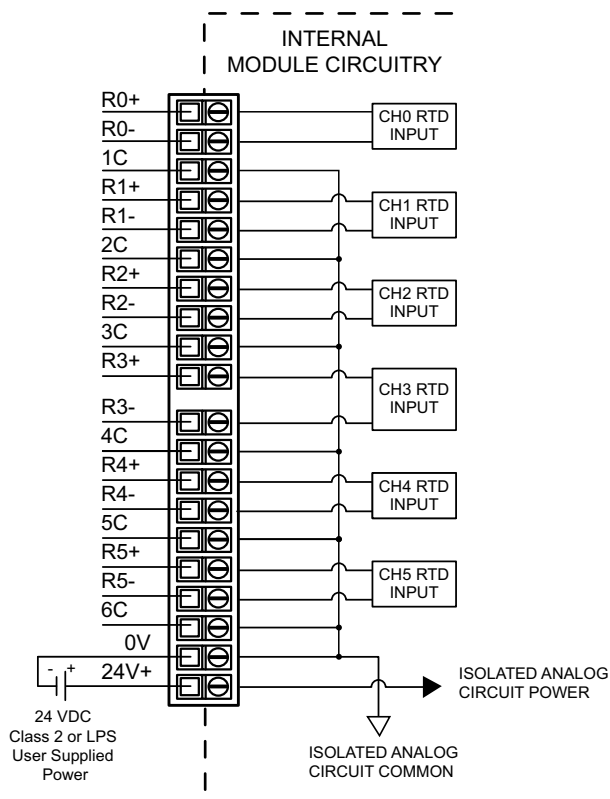 INTERNAL
MODULE CIRCUITRY
R0+
R0-
1C
R1+
R1-
2C
R2+
R2-
3C
R3+
R3-
4C
R4+
R4-
5C
R5+
R5-
6C
0V
24V+
CH0 RTD
INPUT
CH1 RTD
INPUT
CH2 RTD
INPUT
CH3 RTD
INPUT
CH4 RTD
INPUT
CH5 RTD
INPUT
- +
24 VDC
Class 2 or LPS
User Supplied
Power
ISOLATED ANALOG
CIRCUIT POWER
ISOLATED ANALOG
CIRCUIT COMMON